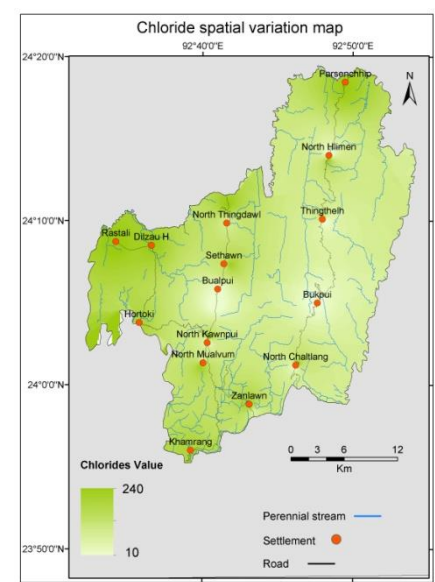 Chloride spatial variation map
92°40'0"E
92°50'0"E
24°20'0"N
N
Parsenchhip
North Hlimen
24°10'0"N
North Thingdawl
Thingthelh
Rastali
Dilzau H
Sethawn
Bualpui
Bukpui
Hortoki
North Kawnpui
North Mualvum
North Chaltlang
24°0'0"N
Zanlawn
Khamrang
Chlorides Value
240
10
0 3 6 12
Km
Perennial stream
Settlement
Road
23°50'0"N